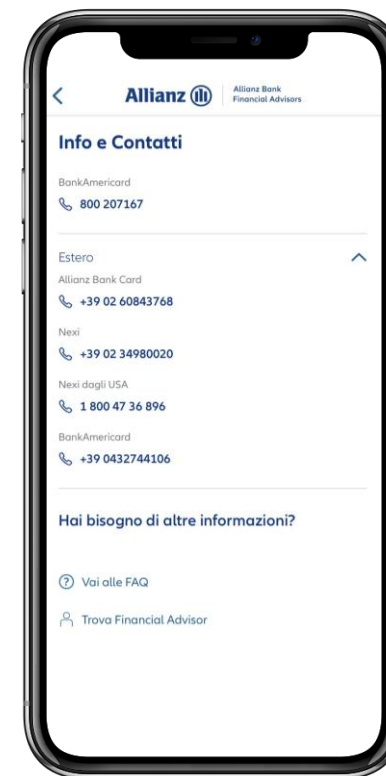 Allianz
Allianz Bank
Financial Advisors
Info e Contatti
BankAmericard
800 207167
Estero
Allianz Bank Card
+39 02 60843768
Nexi
+39 02 34980020
Nexi dagli USA
1 800 47 36 896
BankAmericard
+39 0432744106
Hai bisogno di altre informazioni?
Vai alle FAQ
Trova Financial Advisor